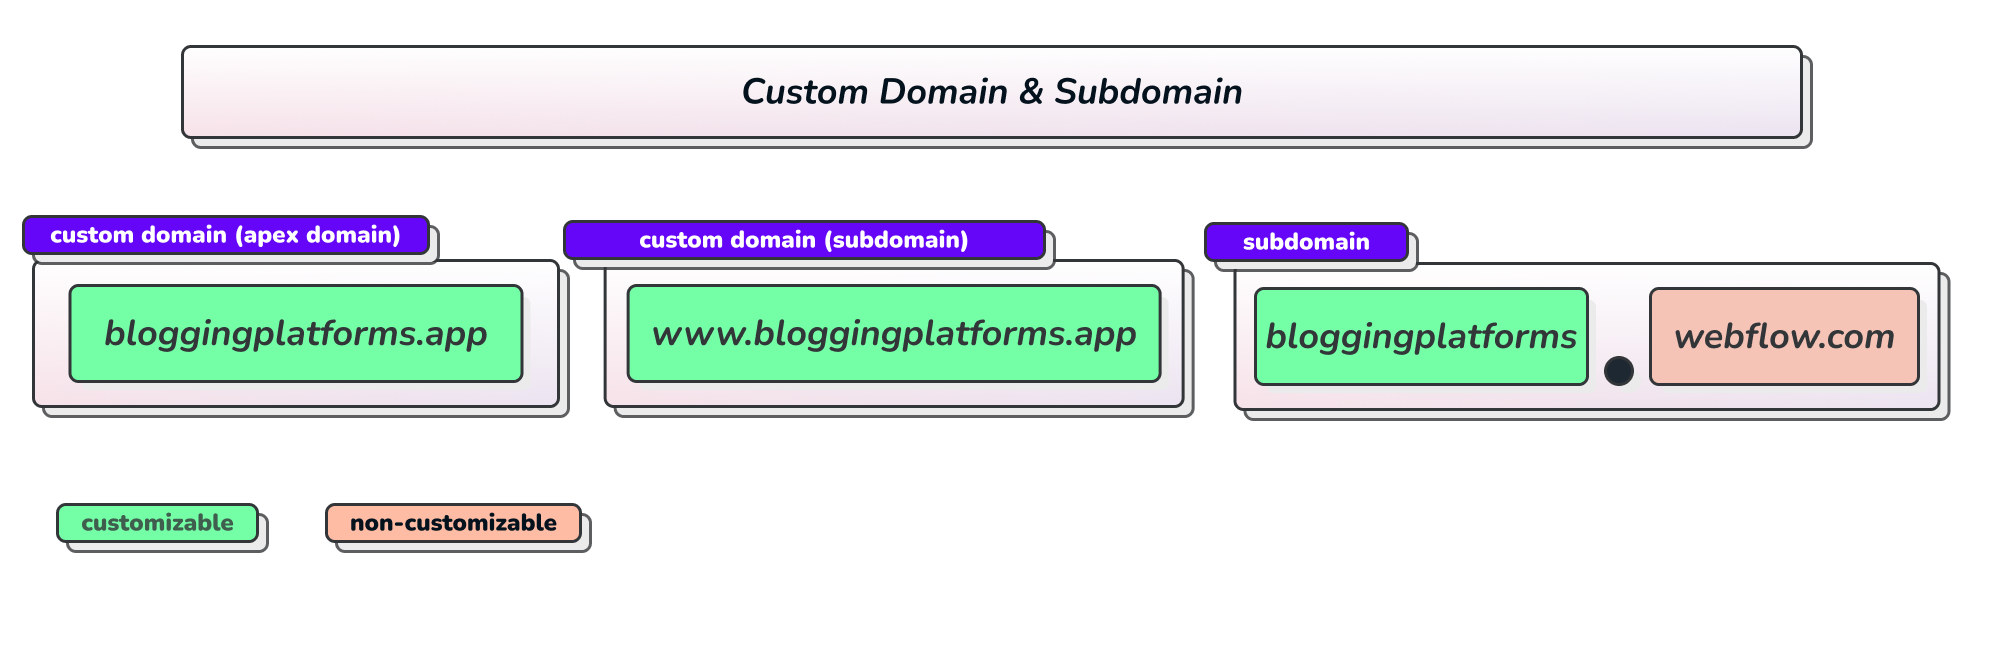 Custom Domain & Subdomain
custom domain (apex domain)
bloggingplatforms.app
custom domain (subdomain)
www.bloggingplatforms.app
subdomain
bloggingplatforms . webflow.com
customizable
non-customizable